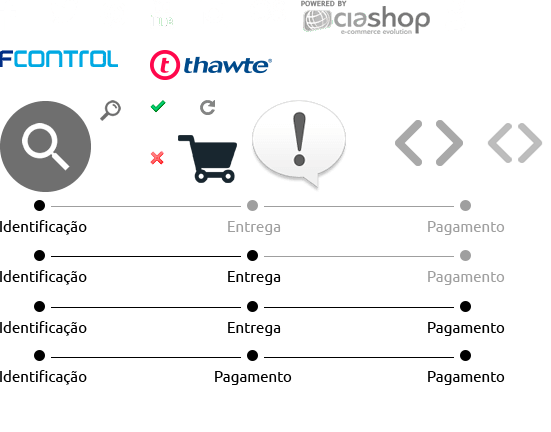 POWERED BY
ciashop
e-commerce evolution
FCONTROL
t thawte®
Identificação Entrega Pagamento
Identificação Entrega Pagamento
Identificação Entrega Pagamento
Identificação Pagamento Pagamento